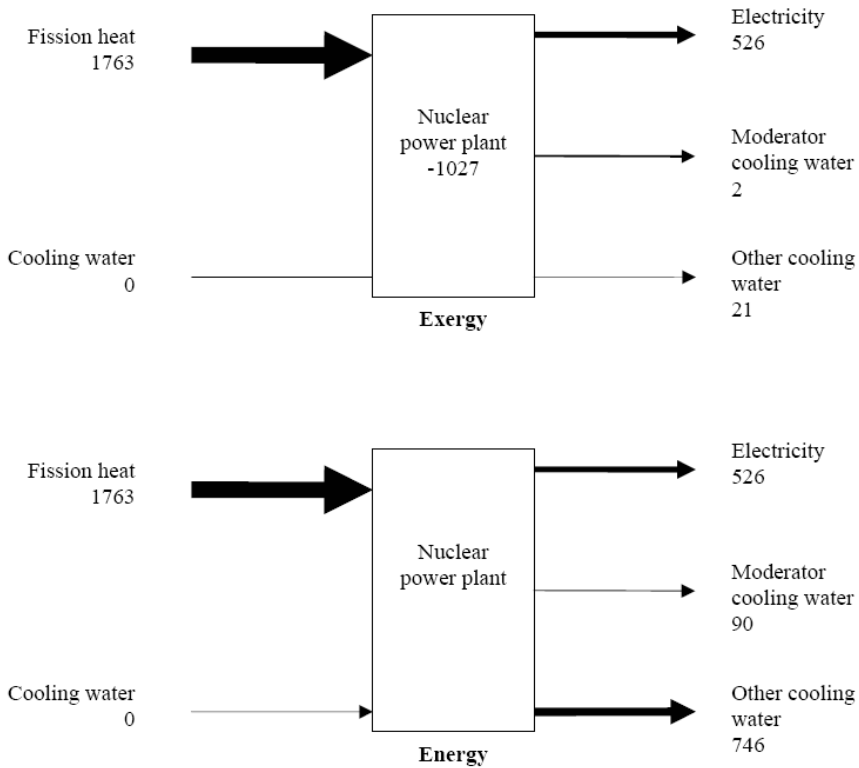 Fission heat
1763
Cooling water
0
Nuclear
power plant
-1027
Electricity
526
Moderator
cooling water
2
Other cooling
water
21
Exergy
Fission heat
1763
Cooling water
0
Nuclear
power plant
Electricity
526
Moderator
cooling water
90
Other cooling
water
746
Energy